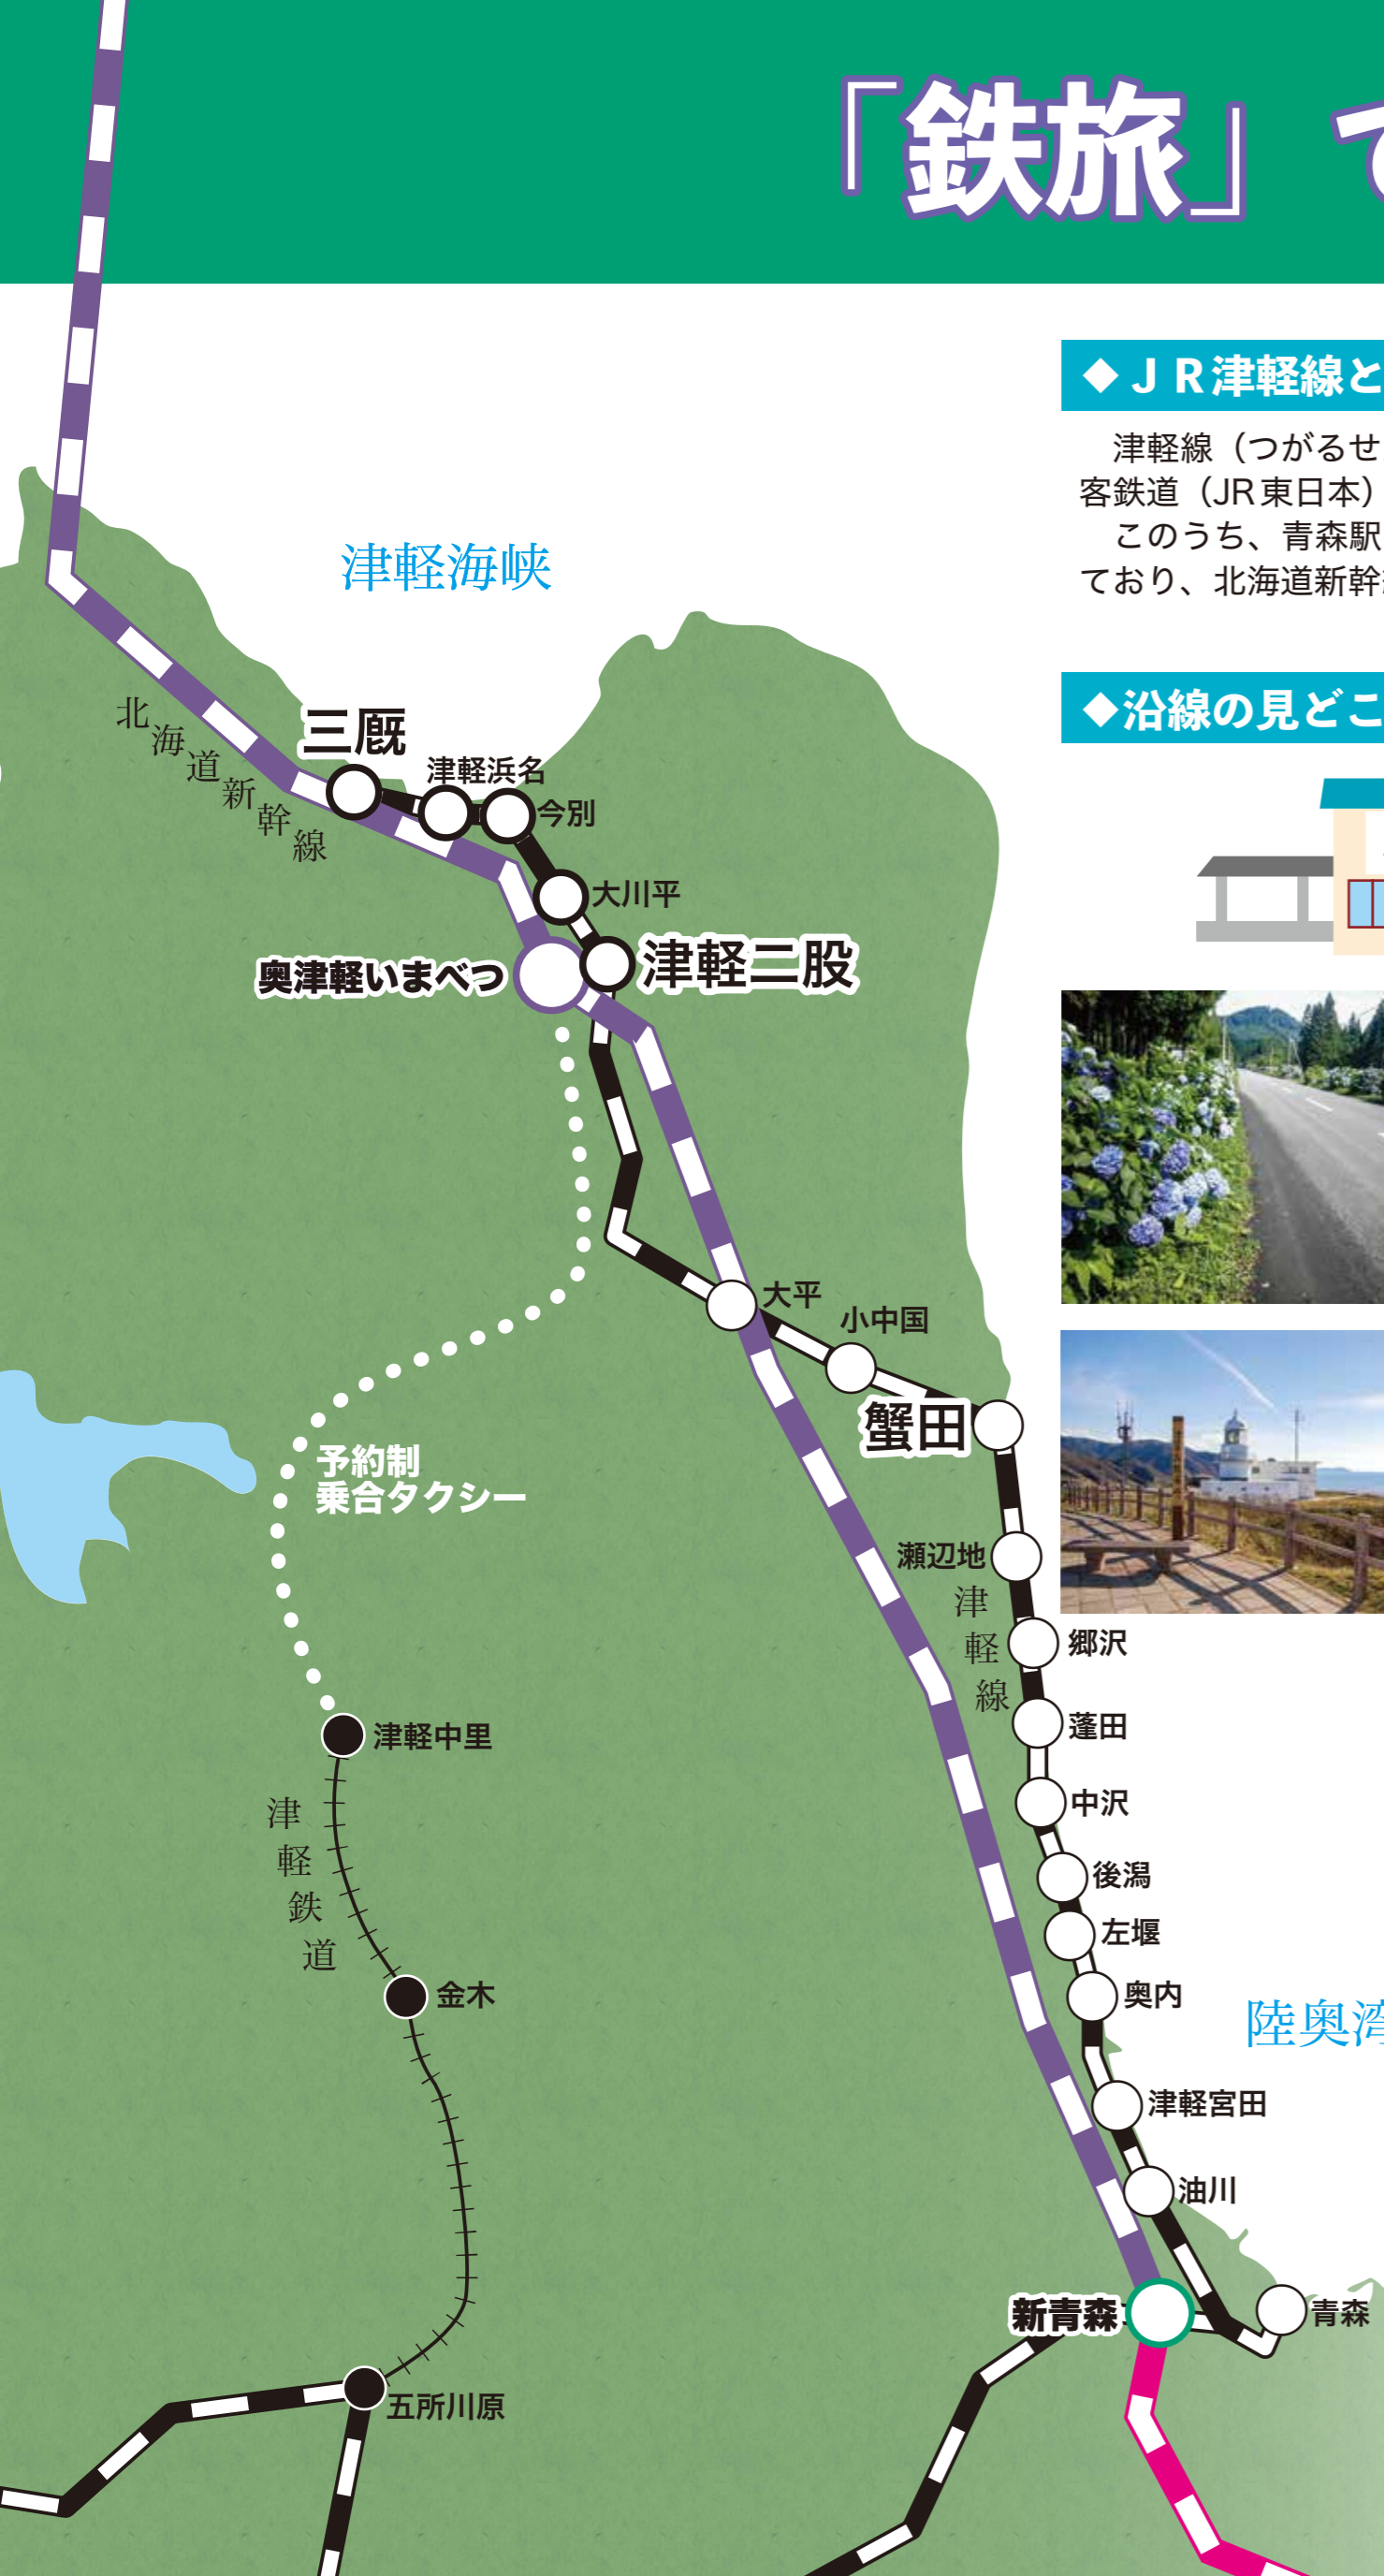 「鉄旅」で
◆ＪＲ津軽線と
津軽線（つがるせ
客鉄道（JR東日本）
このうち、青森駅
ており、北海道新幹線
◆沿線の見どこ
津軽海峡
北海道新幹線
三厩
津軽浜名
今別
大川平
奥津軽いまべつ
津軽二股
大平
小中国
蟹田
予約制
乗合タクシー
瀬辺地
津軽線
郷沢
蓬田
津軽中里
中沢
津軽鉄道
後潟
左堰
金木
奥内
陸奥湾
津軽宮田
油川
新青森
青森
五所川原